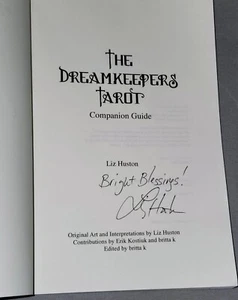 THE
DREAMKEEPERS
TAROT
Companion Guide
Liz Huston
Bright Blessings!
Original Art and Interpretations by Liz Huston
Contributions by Erik Kostiuk and britta k
Edited by britta k